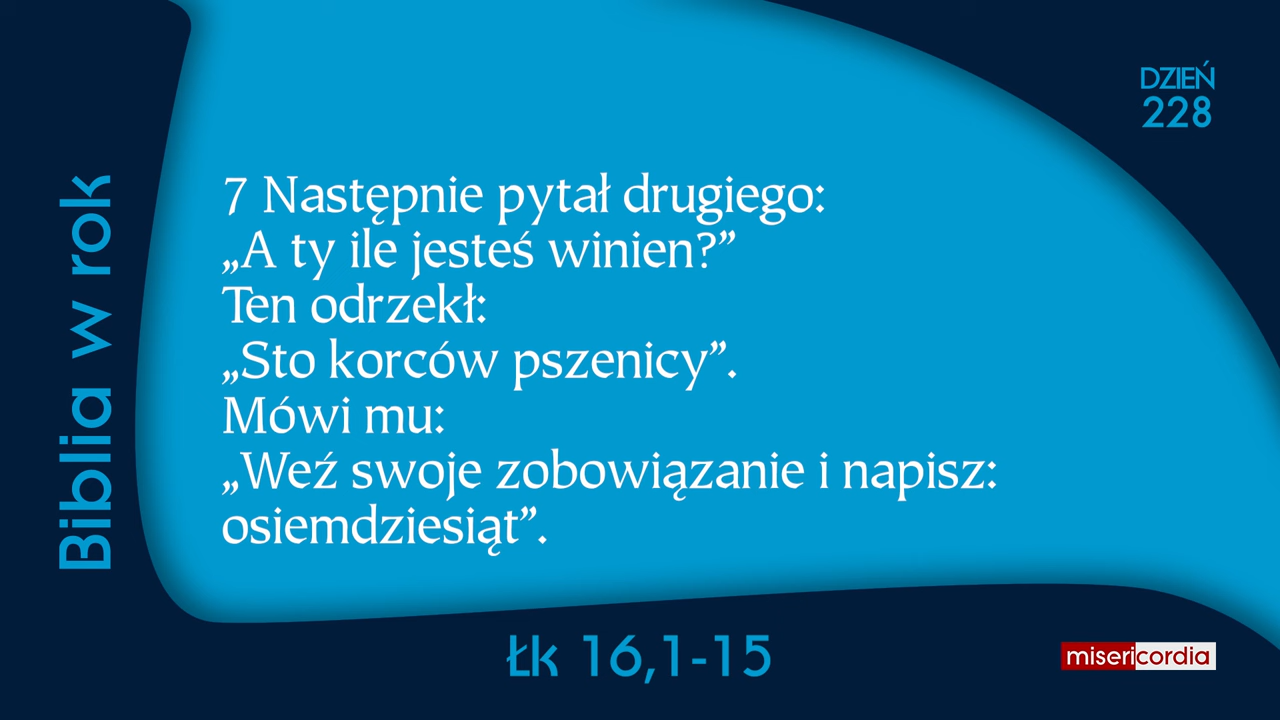 DZIEŃ
228
Biblia w rok
7 Następnie pytał drugiego:
„A ty ile jesteś winien?”
Ten odrzekł:
„Sto korców pszenicy”.
Mówi mu:
„Weź swoje zobowiązanie i napisz:
osiemdziesiąt”.
Łk 16,1-15
misericordia